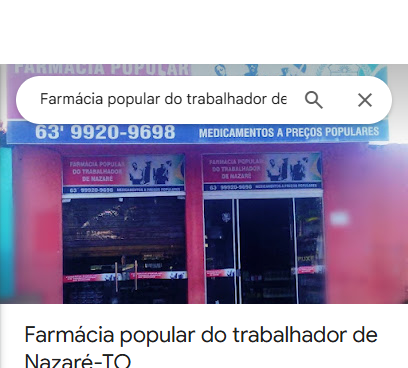 FARMÁCIA POPULAR
Farmácia popular do trabalhador de
63' 9920-9698 MEDICAMENTOS A PREÇOS POPULARES
FARMÁCIA POPULAR
DO TRABALHADOR
DE NAZARÉ
63 99920-9698 MEDICAMENTOS A PREÇOS POPULARES
FARMÁCIA POPULAR
DO TRABALHADOR
DE NAZARÉ
63 99920-9698 MEDICAMENTOS A PREÇOS POPULARES
PUXE
Farmácia popular do trabalhador de
Nazaré-TO